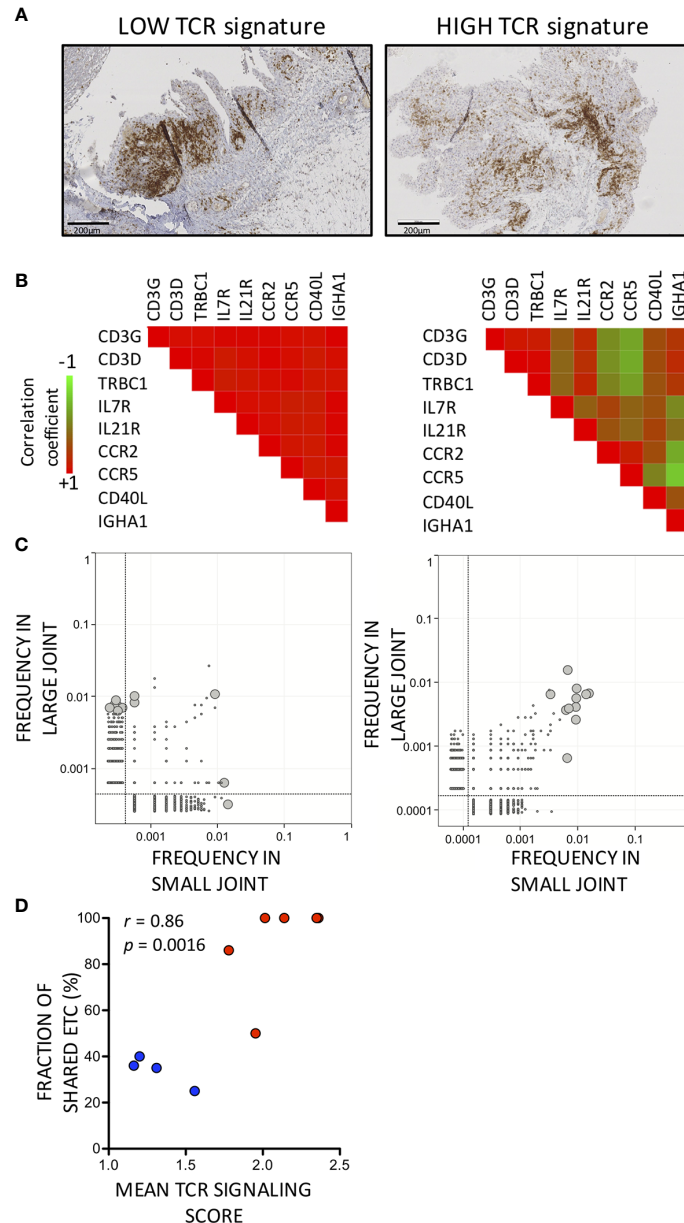 A
LOW TCR signature
HIGH TCR signature
200μm
200μm
B
CD3G
CD3D
TRBC1
IL7R
IL21R
CCR2
CCR5
CD40L
IGHA1
CD3G
CD3D
TRBC1
IL7R
IL21R
CCR2
CCR5
CD40L
IGHA1
Correlation
coefficient
-1
+1
CD3G
CD3D
TRBC1
IL7R
IL21R
CCR2
CCR5
CD40L
IGHA1
CD3G
CD3D
TRBC1
IL7R
IL21R
CCR2
CCR5
CD40L
IGHA1
C
FREQUENCY IN
LARGE JOINT
1
0.1
0.01
0.001
0.001
0.01
0.1
1
FREQUENCY IN
SMALL JOINT
FREQUENCY IN
LARGE JOINT
1
0.1
0.01
0.001
0.0001
0.0001
0.001
0.01
0.1
FREQUENCY IN
SMALL JOINT
D
r = 0.86
p = 0.0016
FRACTION OF
SHARED ETC (%)
100
80
60
40
20
0
1.0
1.5
2.0
2.5
MEAN TCR SIGNALING
SCORE